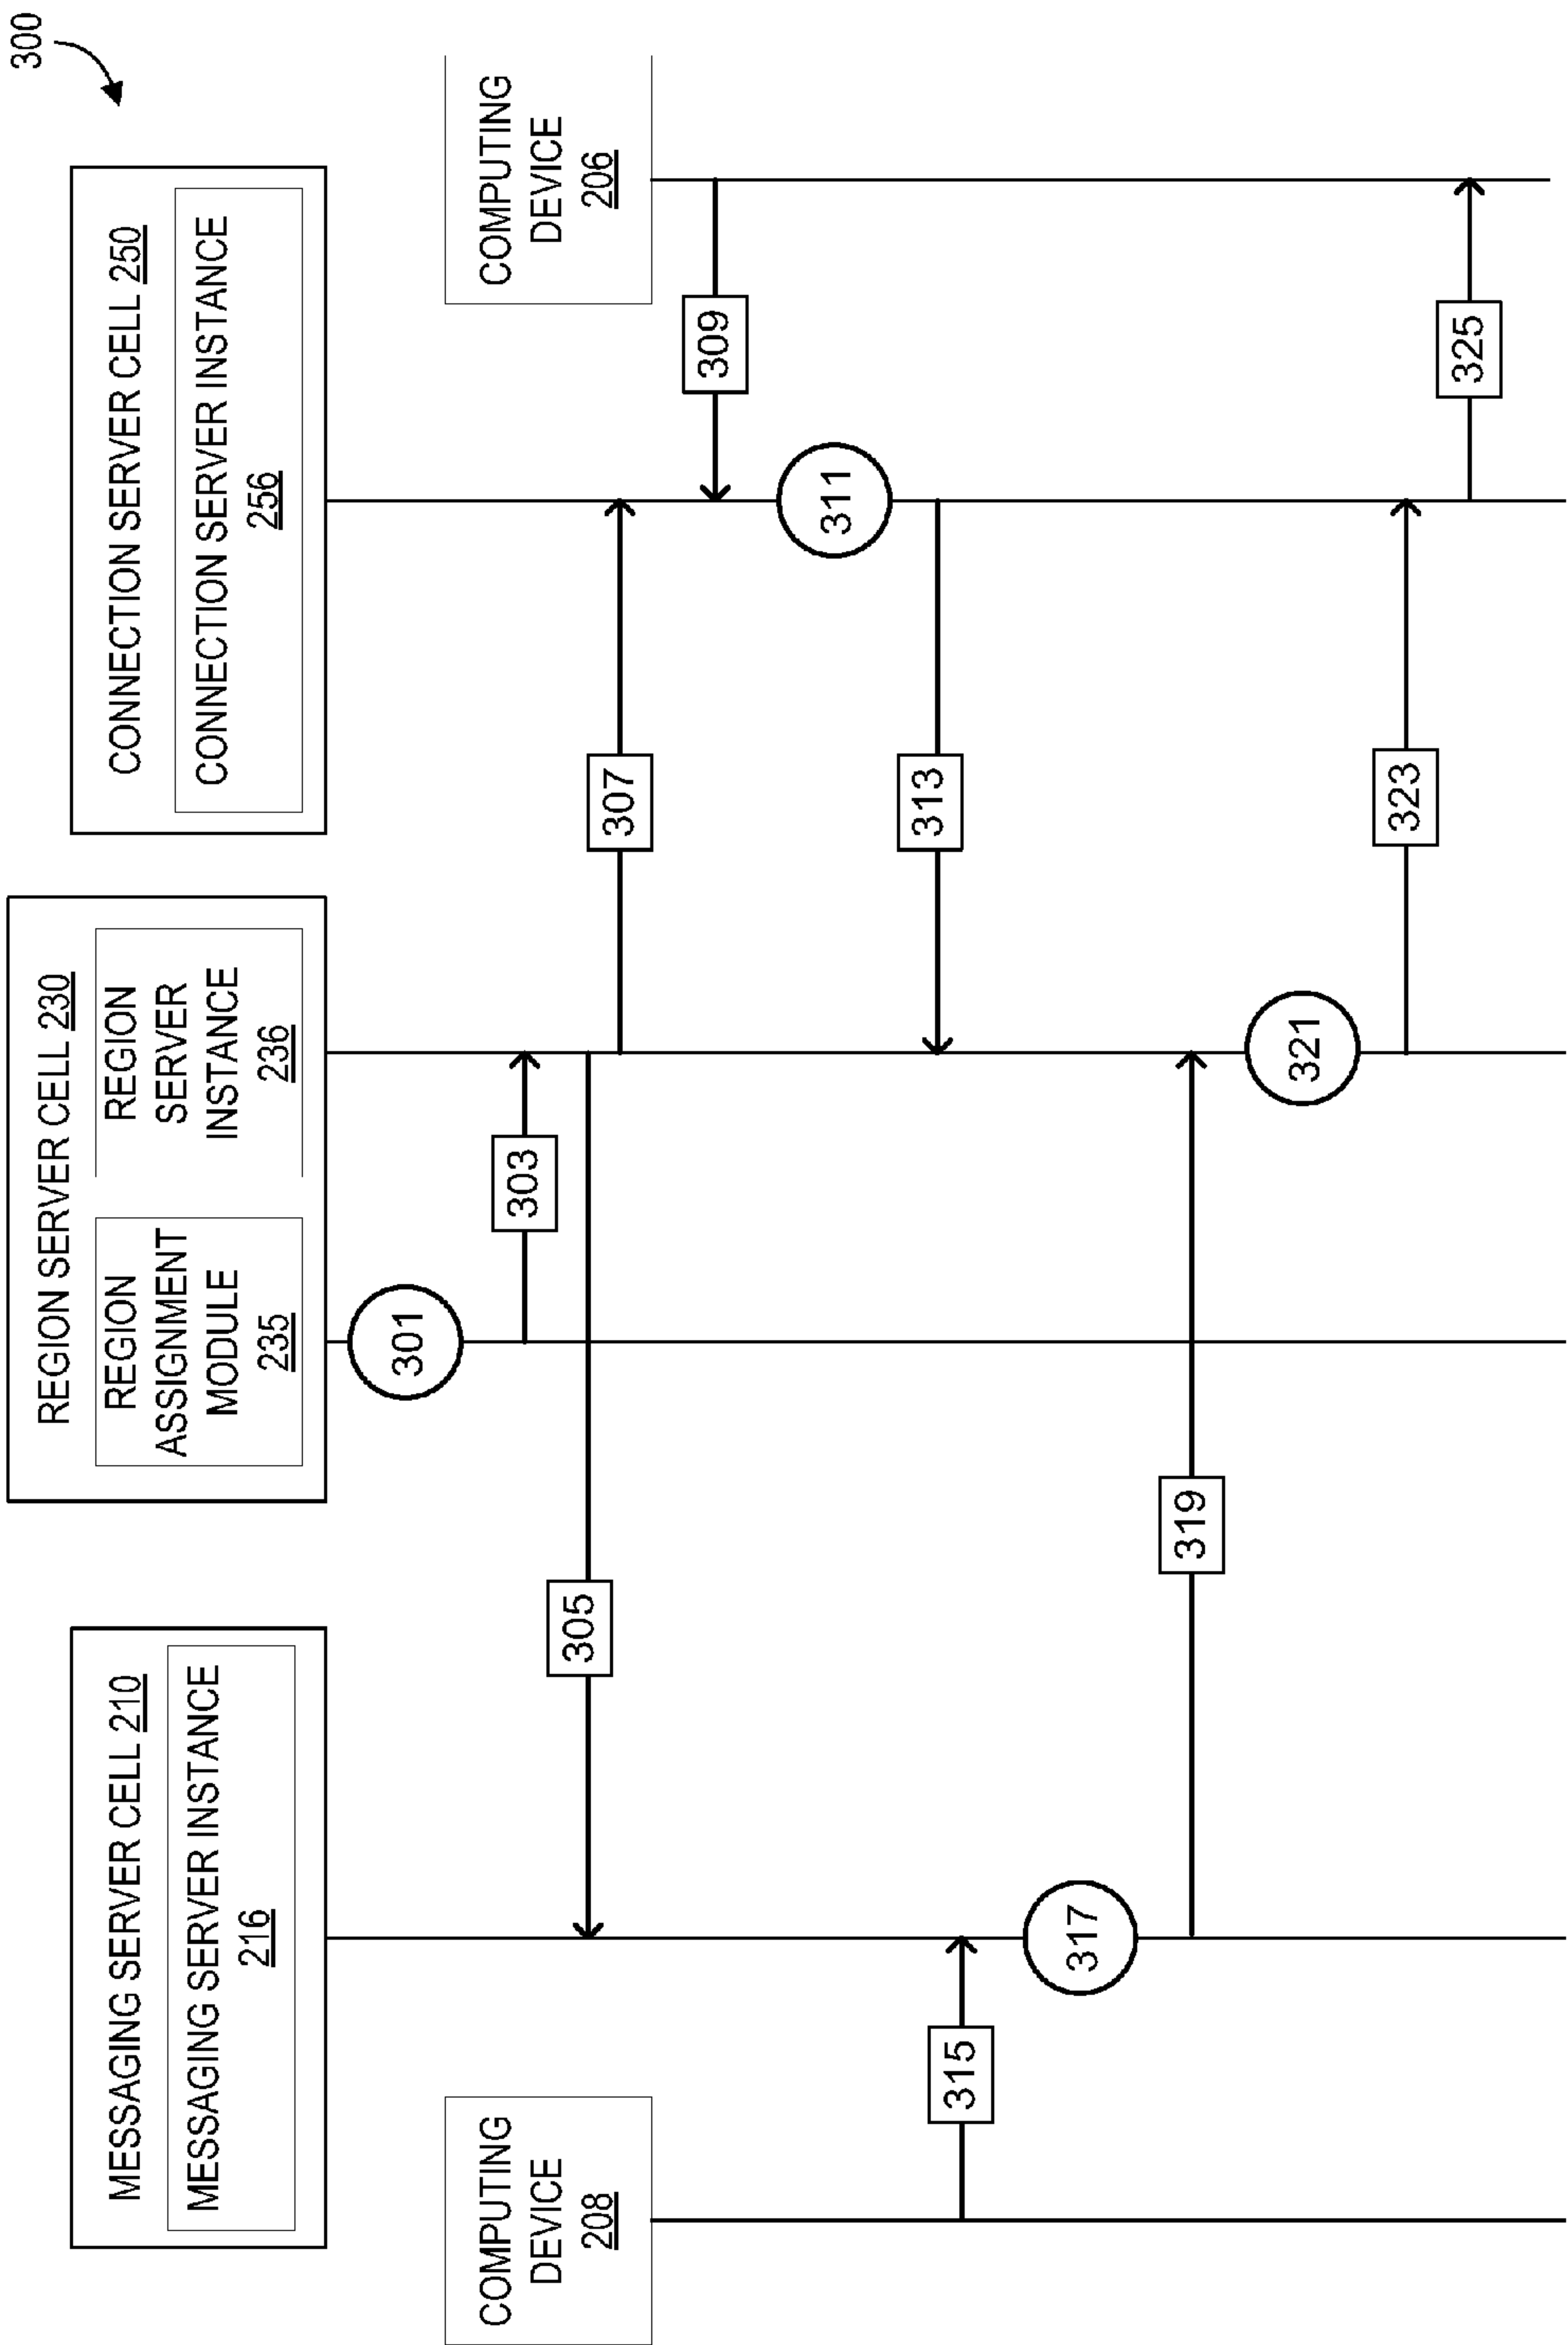 300
MESSAGING SERVER CELL 210
MESSAGING SERVER INSTANCE
216
REGION SERVER CELL 230
REGION
ASSIGNMENT
MODULE
235
REGION
SERVER
INSTANCE
236
CONNECTION SERVER CELL 250
CONNECTION SERVER INSTANCE
256
COMPUTING
DEVICE
208
COMPUTING
DEVICE
206
301
303
305
307
309
311
313
315
317
319
321
323
325